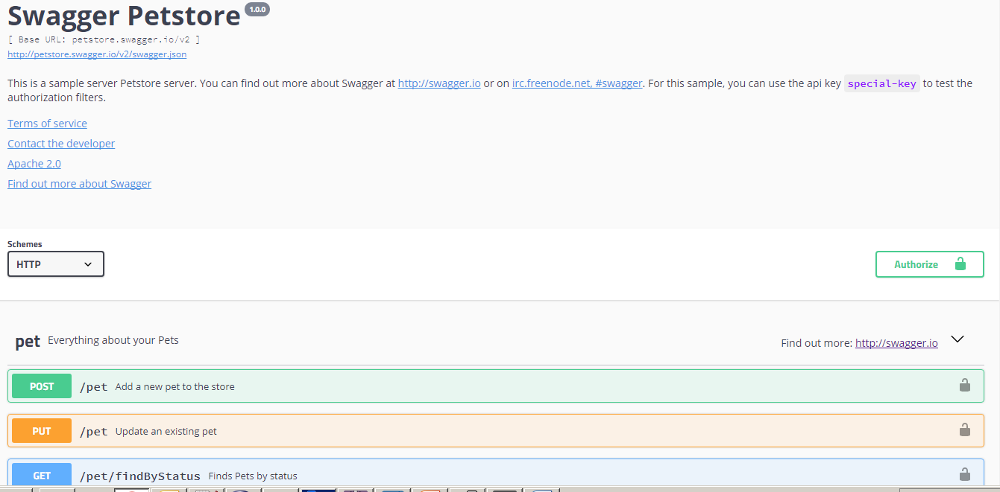 Swagger Petstore 1.0.0
[ Base URL: petstore.swagger.io/v2 ]
http://petstore.swagger.io/v2/swagger.json
This is a sample server Petstore server. You can find out more about Swagger at http://swagger.io or on irc.freenode.net, #swagger. For this sample, you can use the api key special-key to test the
authorization filters.
Terms of service
Contact the developer
Apache 2.0
Find out more about Swagger
Schemes
HTTP
Authorize
pet Everything about your Pets
Find out more: http://swagger.io
POST /pet Add a new pet to the store
PUT /pet Update an existing pet
GET /pet/findByStatus Finds Pets by status